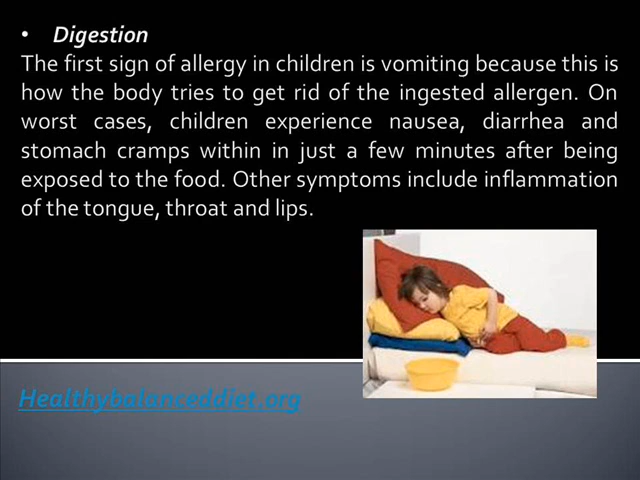 • Digestion
The first sign of allergy in children is vomiting because this is
how the body tries to get rid of the ingested allergen. On
worst cases, children experience nausea, diarrhea and
stomach cramps within in just a few minutes after being
exposed to the food. Other symptoms include inflammation
of the tongue, throat and lips.
Healthybalanceddiet.org